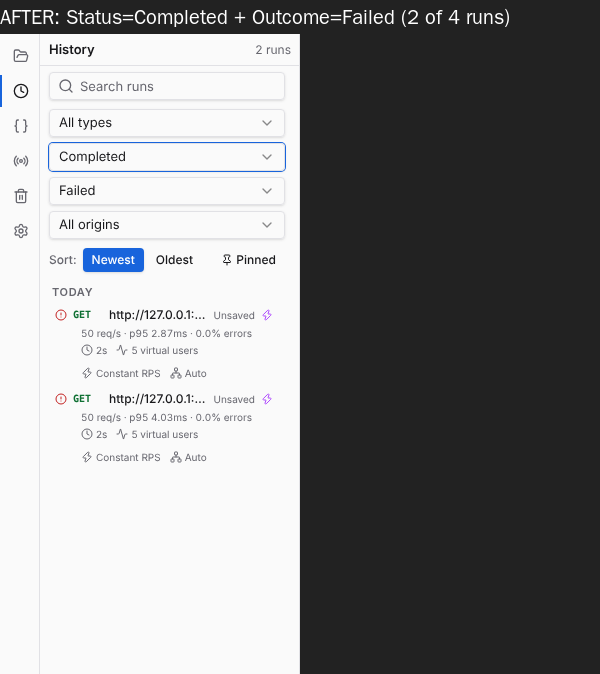 AFTER: Status=Completed + Outcome=Failed (2 of 4 runs)
History 2 runs
Search runs
All types
Completed
Failed
All origins
Sort: Newest Oldest Pinned
TODAY
GET http://127.0.0.1:... Unsaved
50 req/s · p95 2.87ms · 0.0% errors
2s 5 virtual users
Constant RPS Auto
GET http://127.0.0.1:... Unsaved
50 req/s · p95 4.03ms · 0.0% errors
2s 5 virtual users
Constant RPS Auto